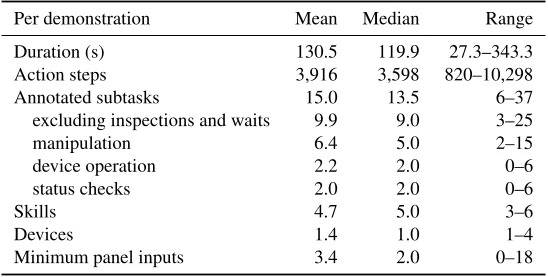 Per demonstration Mean Median Range
Duration (s) 130.5 119.9 27.3–343.3
Action steps 3,916 3,598 820–10,298
Annotated subtasks 15.0 13.5 6–37
excluding inspections and waits 9.9 9.0 3–25
manipulation 6.4 5.0 2–15
device operation 2.2 2.0 0–6
status checks 2.0 2.0 0–6
Skills 4.7 5.0 3–6
Devices 1.4 1.0 1–4
Minimum panel inputs 3.4 2.0 0–18